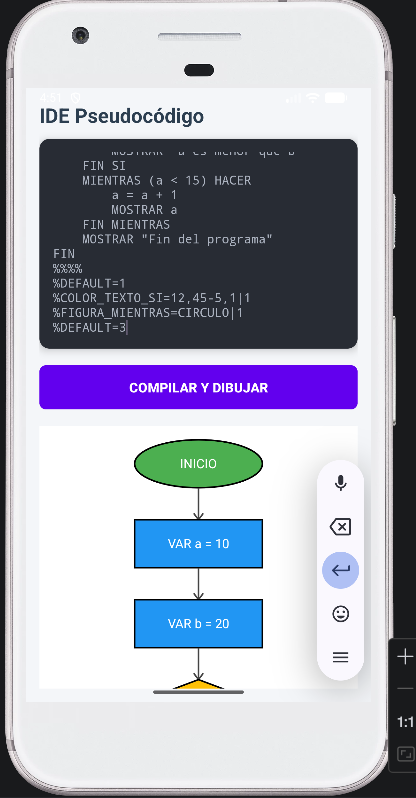 4:51
IDE Pseudocódigo
MOSTRAR "a es menor que b"
FIN SI
MIENTRAS (a < 15) HACER
a = a + 1
MOSTRAR a
FIN MIENTRAS
MOSTRAR "Fin del programa"
FIN
%%%%
%DEFAULT=1
%COLOR_TEXTO_SI=12,45-5,1|1
%FIGURA_MIENTRAS=CIRCULO|1
%DEFAULT=3
COMPILAR Y DIBUJAR
INICIO
VAR a = 10
VAR b = 20
1:1